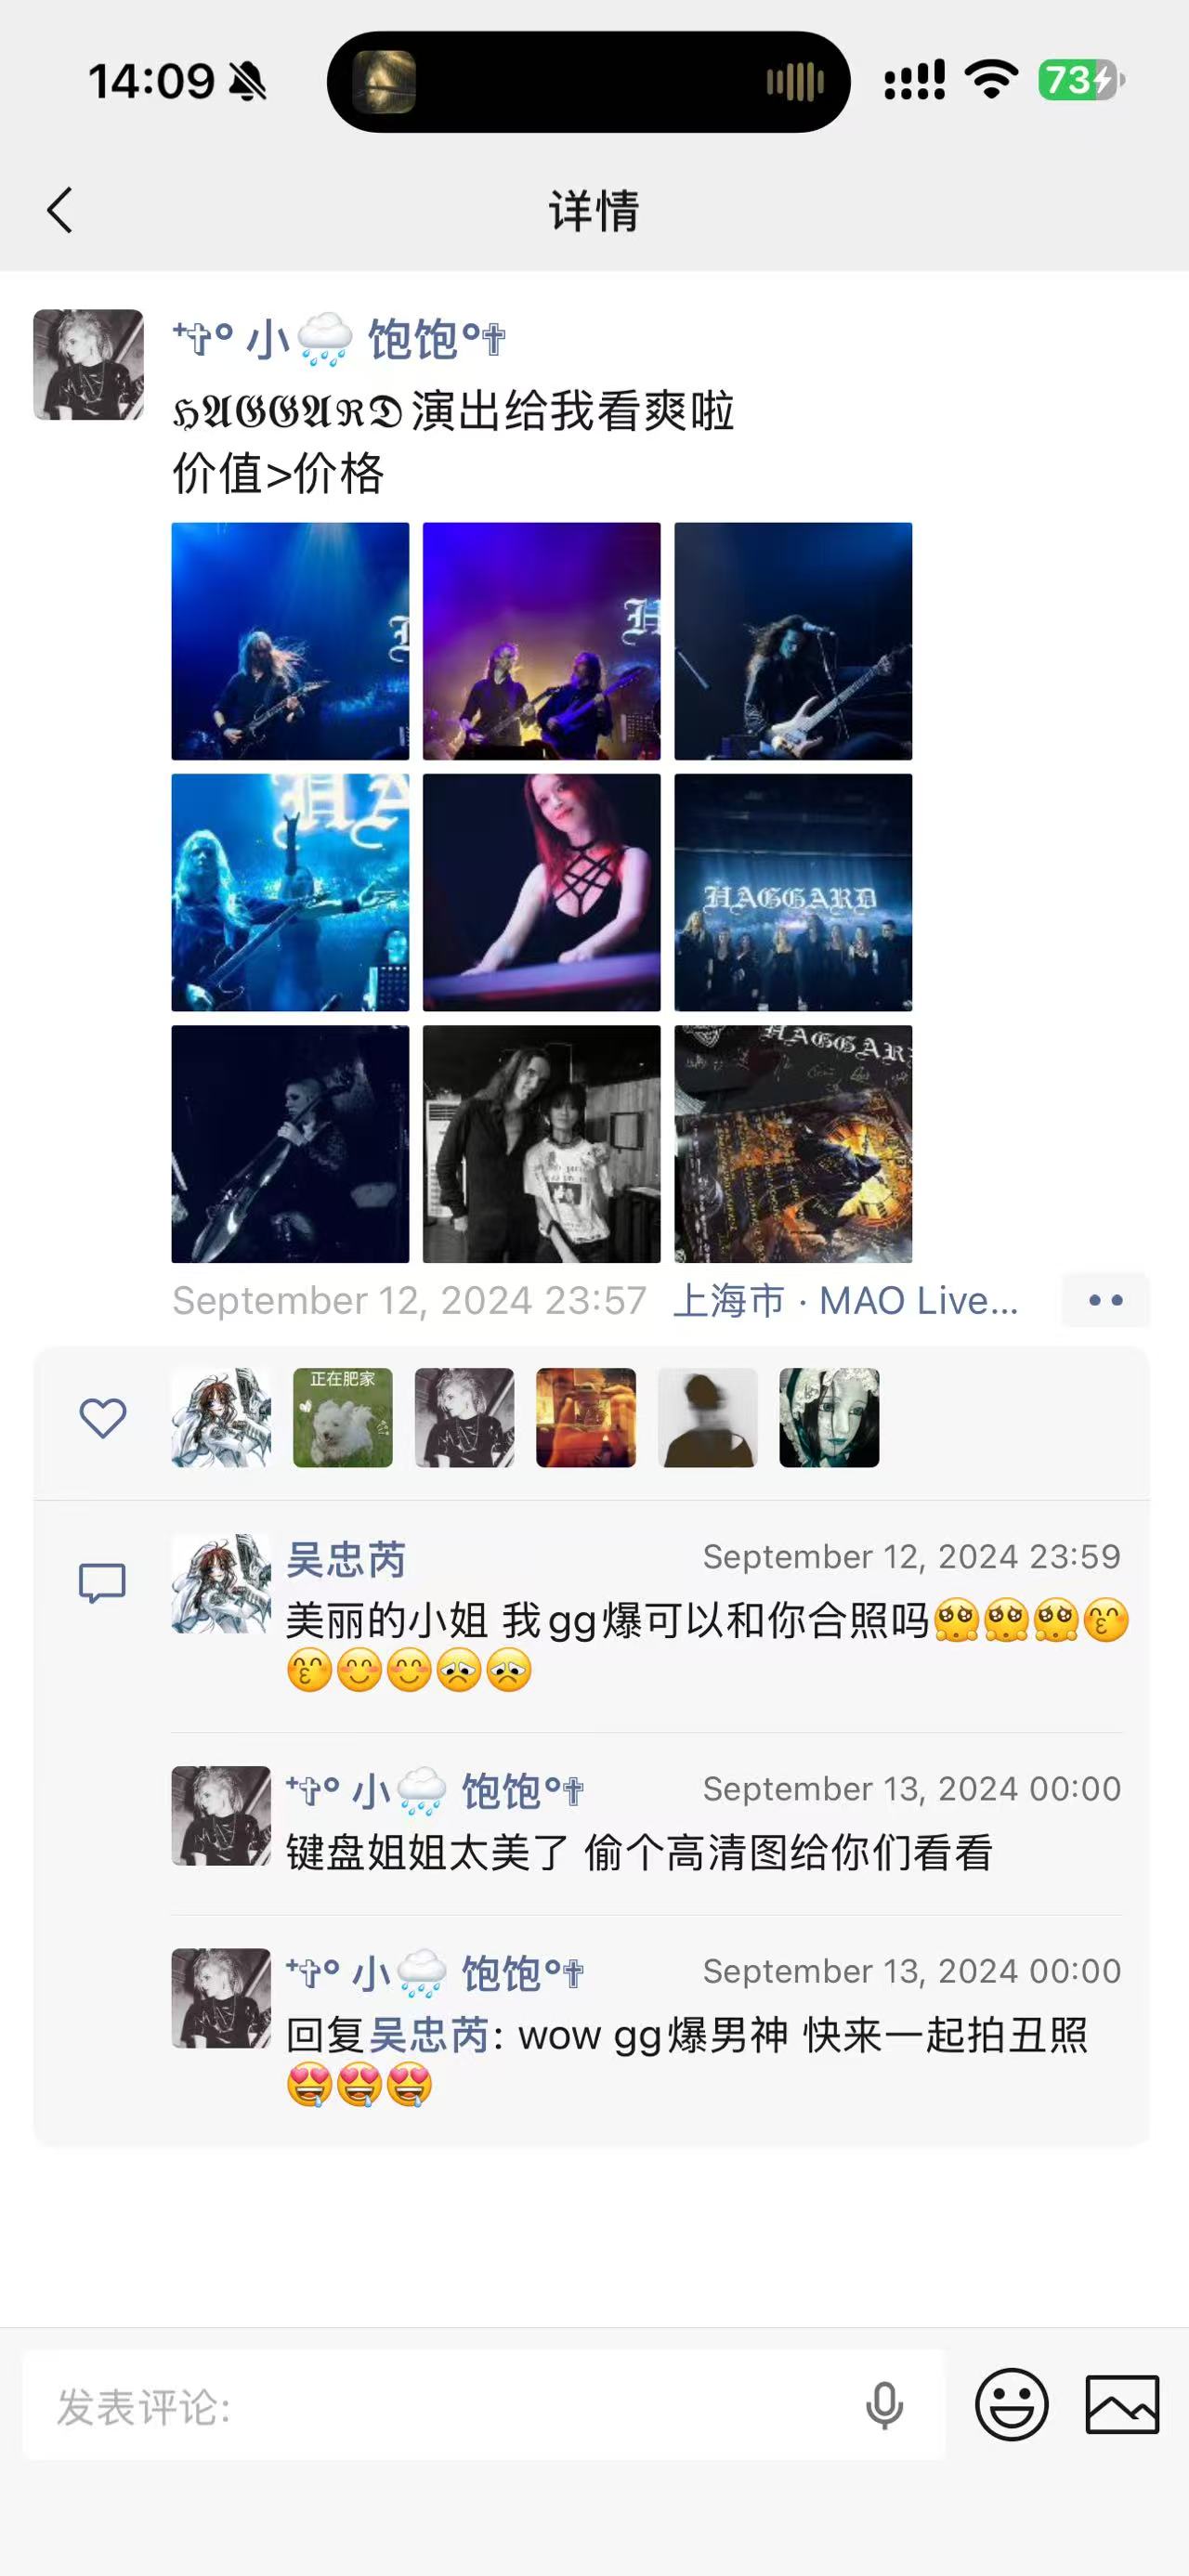 14:09
73
详情
⁺✞° 小🌧️ 饱饱°✟
ℌ𝔄𝔊𝔊𝔄ℜ𝔇 演出给我看爽啦
价值>价格
HAGGARD
HAGGAR
September 12, 2024 23:57 上海市 · MAO Live...
正在肥家
吴忠芮 September 12, 2024 23:59
美丽的小姐 我gg爆可以和你合照吗🥹🥹🥹😙
😙😊😊😞😞
⁺✞° 小🌧️ 饱饱°✟ September 13, 2024 00:00
键盘姐姐太美了 偷个高清图给你们看看
⁺✞° 小🌧️ 饱饱°✟ September 13, 2024 00:00
回复吴忠芮: wow gg爆男神 快来一起拍丑照
😍😍😍
发表评论: